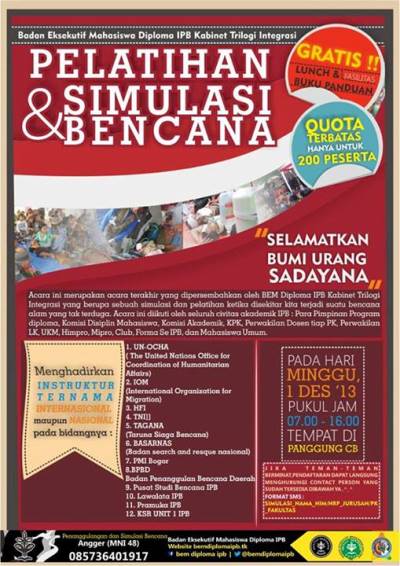 Badan Eksekutif Mahasiswa Diploma IPB Kabinet Trilogi Integrasi
PELATIHAN
& SIMULASI
BENCANA
GRATIS !!
LUNCH &
FASILITAS
BUKU PANDUAN
QUOTA
TERBATAS
HANYA UNTUK
200 PESERTA
"SELAMATKAN
BUMI URANG
SADAYANA"
Acara ini merupakan acara terakhir yang dipersembahkan oleh BEM Diploma IPB Kabinet Trilogi
Integrasi yang berupa sebuah simulasi dan pelatihan ketika disekitar kita terjadi suatu bencana
alam yang tak terduga. Acara ini diikuti oleh seluruh civitas akademik IPB : Para Pimpinan Program
diploma, Komisi Disiplin Mahasiswa, Komisi Akademik, KPK, Perwakilan Dosen tiap PK, Perwakilan
LK, UKM, Himpro, Mipro, Club, Forma Se IPB, dan Mahasiswa Umum.
Menghadirkan
INSTRUKTUR
TERNAMA
INTERNASIONAL
maupun NASIONAL
pada bidangnya :
1. UN-OCHA
( The United Nations Office for
Coordination of Humanitarian
Affairs)
2. IOM
(International Organization for
Migration)
3. HFI
4. TNI))
5. TAGANA
(Taruna Siaga Bencana)
6. BASARNAS
(Badan search and resque nasional)
7. PMI Bogor
8.BPBD
Badan Penanggulan Bencana Daerah
9. Pusat Studi Bencana IPB
10. Lawalata IPB
11. Pramuka IPB
12. KSR UNIT 1 IPB
PADA HARI
MINGGU,
1 DES '13
PUKUL JAM
07.00 - 16.00
TEMPAT DI
PANGGUNG CB
JIKA TEMAN-TEMAN
BERMINAT,PENDAFTARAN DAPAT LANGSUNG
MENGHUBUNGI CONTACT PERSON YANG
SUDAH TERSEDIA DIBAWAH YA..^_^
FORMAT SMS :
SIMULASI_NAMA_NIM/NRP_JURUSAN/PK
_FAKULTAS
Penanggulangan dan Simulasi Bencana
Angger (MNI 48)
085736401917
Badan Eksekutif Mahasiswa Diploma IPB
Website bemdiplomaipb.tk
bem diploma ipb | @bemdiplomaipb